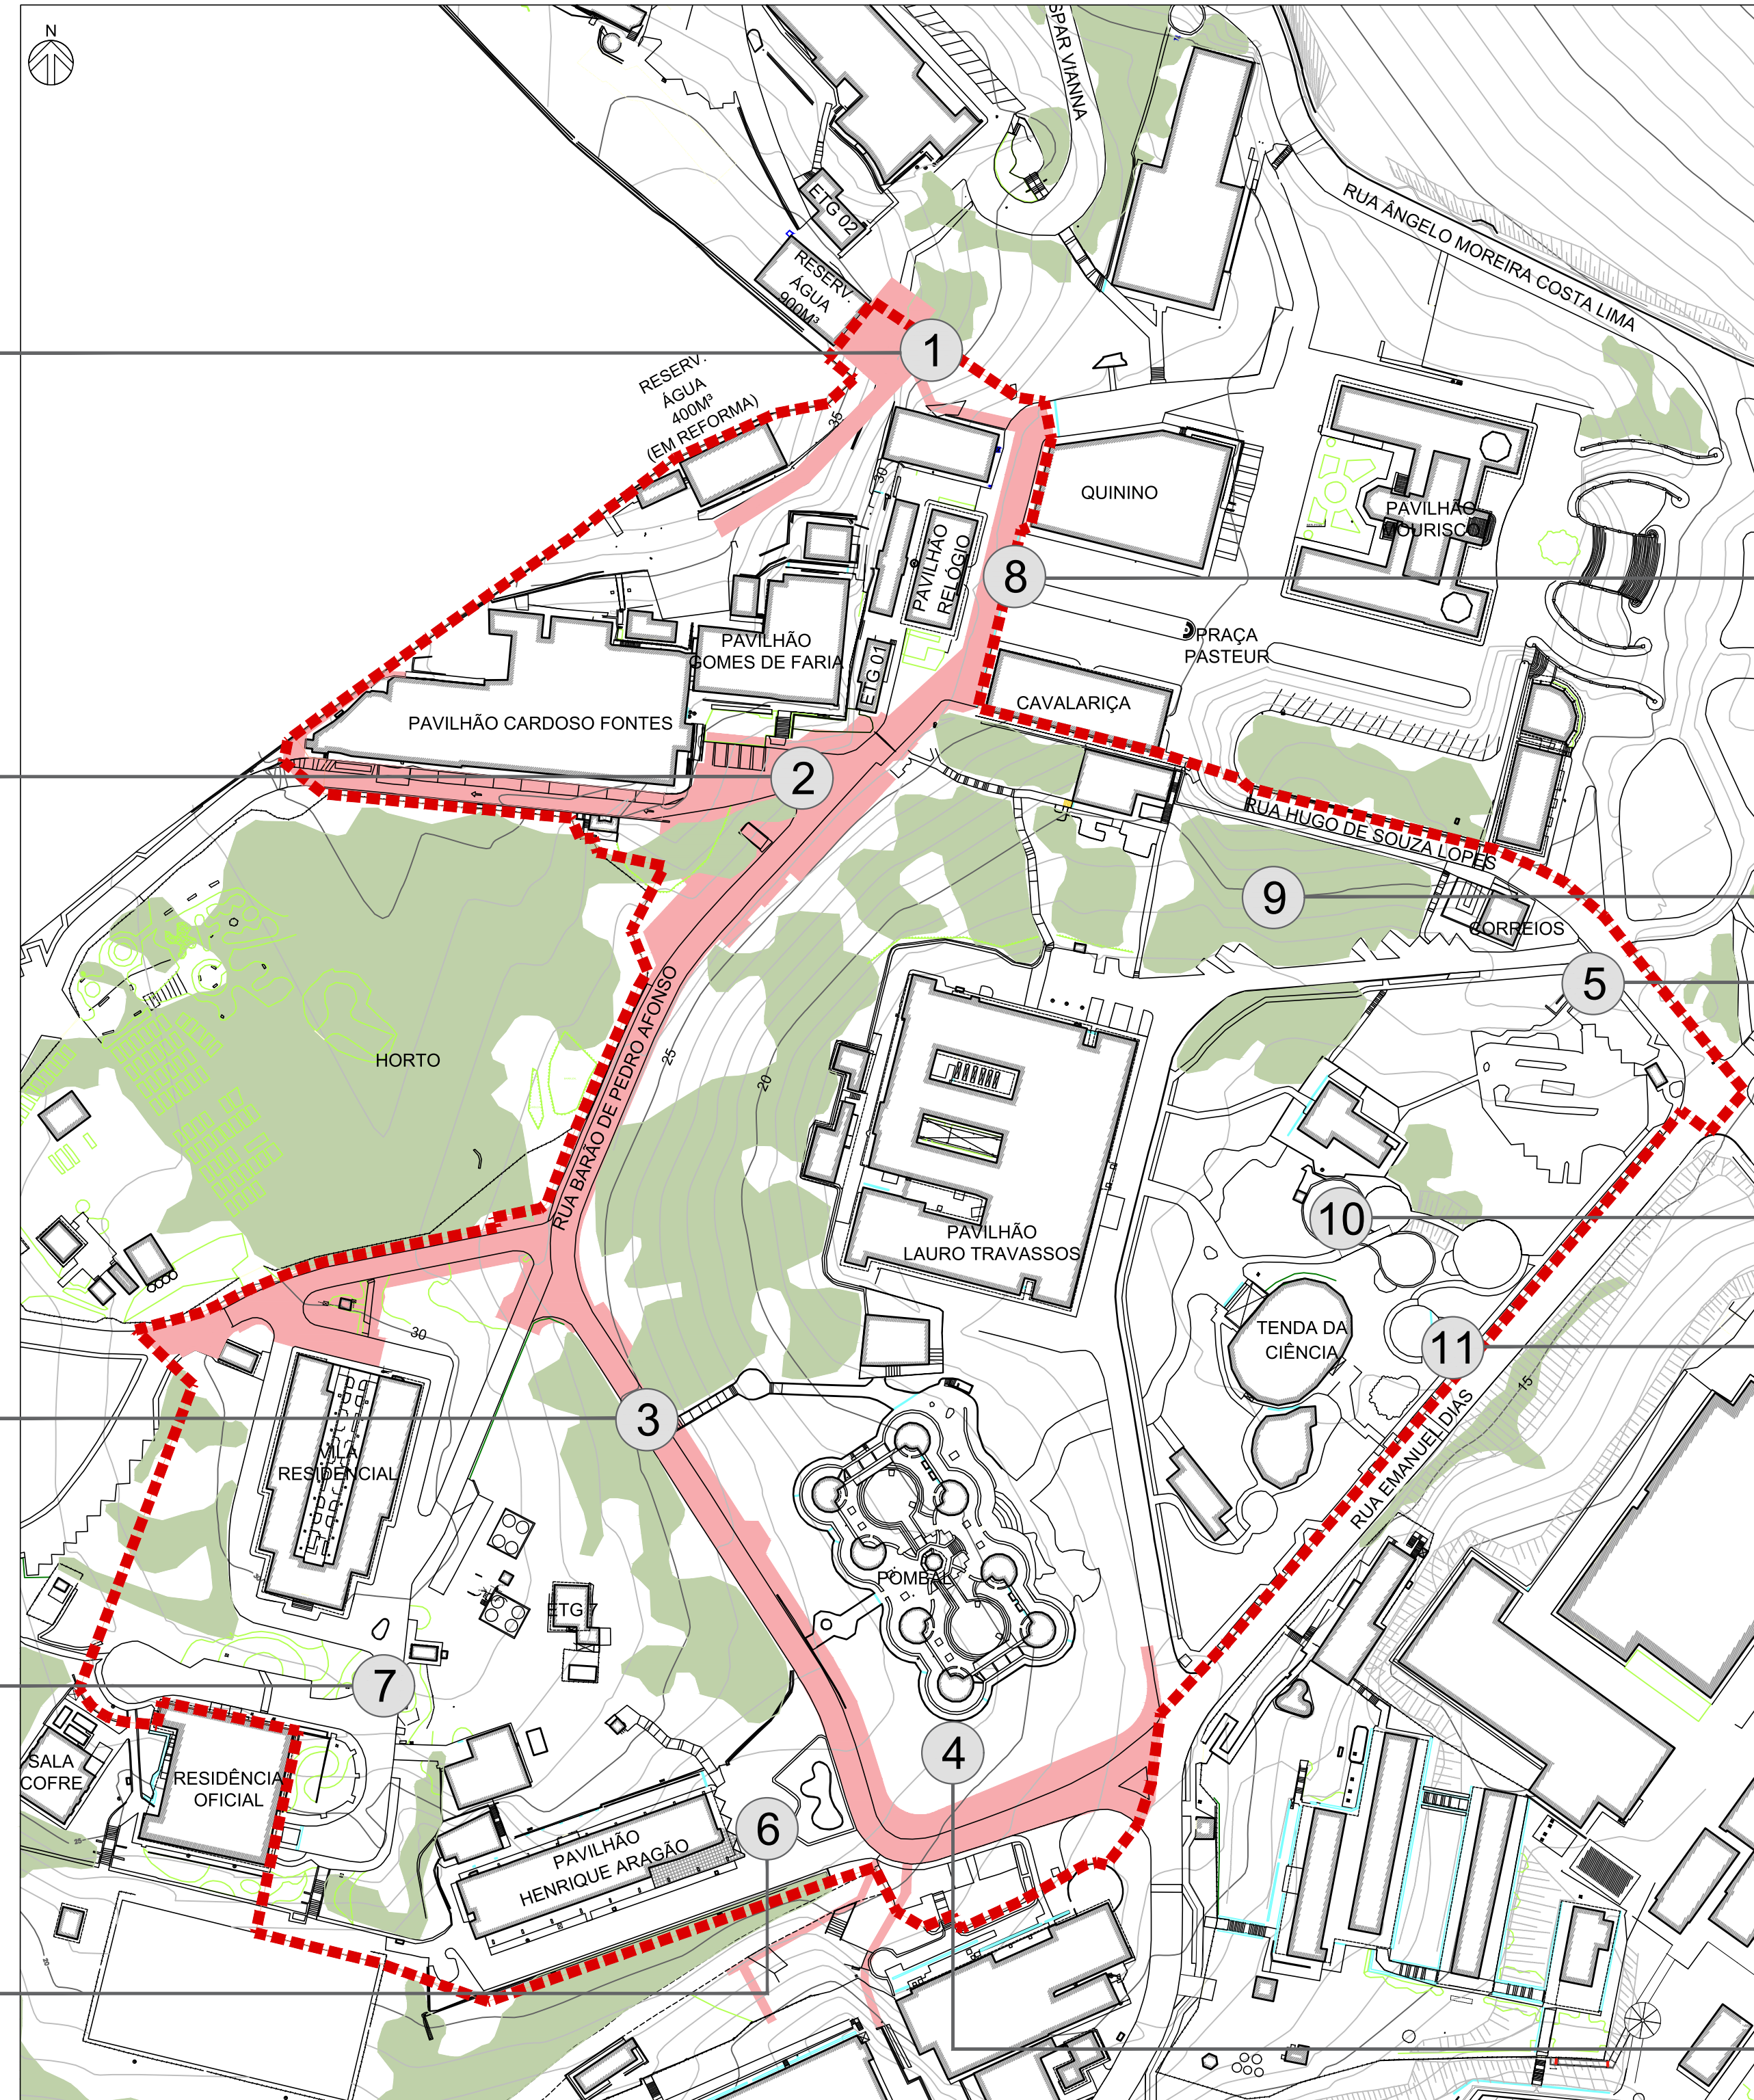 N
SPAR VIANNA
ETG 02
RUA ÂNGELO MOREIRA COSTA LIMA
RESERV.
ÁGUA
900M³
1
RESERV.
ÁGUA
400M³
(EM REFORMA)
35
30
QUININO
PAVILHÃO
MOURISCO
PAVILHÃO
RELÓGIO
8
PAVILHÃO
GOMES DE FARIA
ETG 01
PRAÇA
PASTEUR
CAVALARIÇA
PAVILHÃO CARDOSO FONTES
2
RUA HUGO DE SOUZA LOPES
9
CORREIOS
5
RUA BARÃO DE PEDRO AFONSO
25
20
HORTO
10
PAVILHÃO
LAURO TRAVASSOS
30
TENDA DA
CIÊNCIA
11
15
RUA EMANUEL DIAS
3
VILA
RESIDENCIAL
POMBAL
ETG 7
7
4
SALA
COFRE
RESIDÊNCIA
OFICIAL
6
PAVILHÃO
HENRIQUE ARAGÃO
25
20